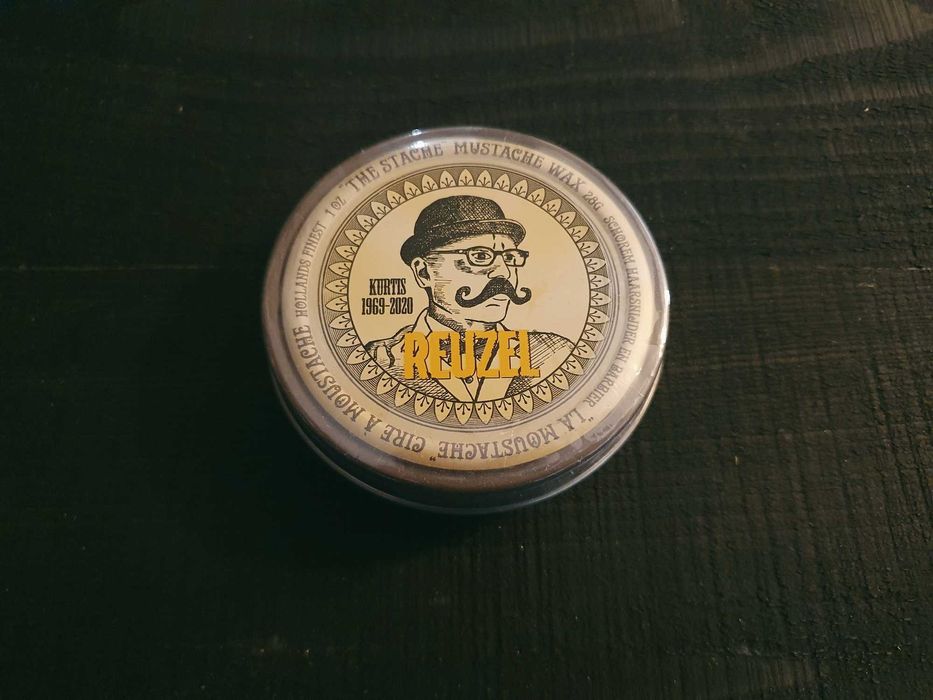 "THE STACHE" MUSTACHE WAX 28G SCHOREM HAARSNIJDER EN BARBIER "LA MOUSTACHE" CIRE À MOUSTACHE HOLLANDS FINEST 1 OZ
KURTIS
1969-2020
REUZEL